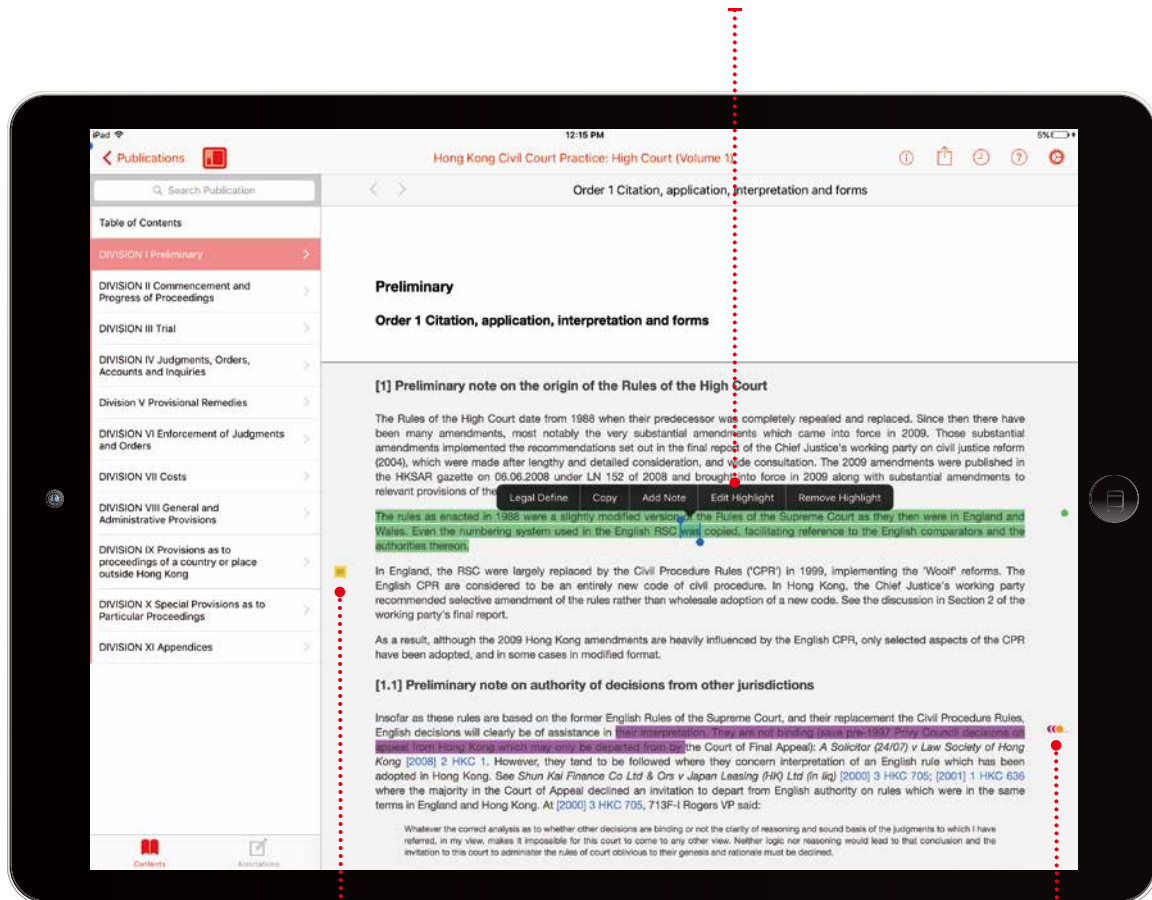 iPad
12:15 PM
5%
Publications
Hong Kong Civil Court Practice: High Court (Volume 1)
Search Publication
Order 1 Citation, application, interpretation and forms
Table of Contents
DIVISION I Preliminary
DIVISION II Commencement and
Progress of Proceedings
DIVISION III Trial
DIVISION IV Judgments, Orders,
Accounts and Inquiries
Division V Provisional Remedies
DIVISION VI Enforcement of Judgments
and Orders
DIVISION VII Costs
DIVISION VIII General and
Administrative Provisions
DIVISION IX Provisions as to
proceedings of a country or place
outside Hong Kong
DIVISION X Special Provisions as to
Particular Proceedings
DIVISION XI Appendices
Contents
Annotations
Preliminary
Order 1 Citation, application, interpretation and forms
[1] Preliminary note on the origin of the Rules of the High Court
The Rules of the High Court date from 1988 when their predecessor was completely repealed and replaced. Since then there have
been many amendments, most notably the very substantial amendments which came into force in 2009. Those substantial
amendments implemented the recommendations set out in the final report of the Chief Justice's working party on civil justice reform
(2004), which were made after lengthy and detailed consideration, and wide consultation. The 2009 amendments were published in
the HKSAR gazette on 06.06.2008 under LN 152 of 2008 and brought into force in 2009 along with substantial amendments to
relevant provisions of the
Legal Define Copy Add Note Edit Highlight Remove Highlight
The rules as enacted in 1988 were a slightly modified version of the Rules of the Supreme Court as they then were in England and
Wales. Even the numbering system used in the English RSC was copied, facilitating reference to the English comparators and the
authorities thereon.
In England, the RSC were largely replaced by the Civil Procedure Rules ('CPR') in 1999, implementing the 'Woolf' reforms. The
English CPR are considered to be an entirely new code of civil procedure. In Hong Kong, the Chief Justice's working party
recommended selective amendment of the rules rather than wholesale adoption of a new code. See the discussion in Section 2 of the
working party's final report.
As a result, although the 2009 Hong Kong amendments are heavily influenced by the English CPR, only selected aspects of the CPR
have been adopted, and in some cases in modified format.
[1.1] Preliminary note on authority of decisions from other jurisdictions
Insofar as these rules are based on the former English Rules of the Supreme Court, and their replacement the Civil Procedure Rules,
English decisions will clearly be of assistance in their interpretation. They are not binding (save pre-1997 Privy Council decisions on
appeal from Hong Kong which may only be departed from by the Court of Final Appeal): A Solicitor (24/07) v Law Society of Hong
Kong [2008] 2 HKC 1. However, they tend to be followed where they concern interpretation of an English rule which has been
adopted in Hong Kong. See Shun Kai Finance Co Ltd & Ors v Japan Leasing (HK) Ltd (in liq) [2000] 3 HKC 705; [2001] 1 HKC 636
where the majority in the Court of Appeal declined an invitation to depart from English authority on rules which were in the same
terms in England and Hong Kong. At [2000] 3 HKC 705, 713F-I Rogers VP said:
Whatever the correct analysis as to whether other decisions are binding or not the clarity of reasoning and sound basis of the judgments to which I have
referred, in my view, makes it impossible for this court to come to any other view. Neither logic nor reasoning would lead to that conclusion and the
invitation to this court to administer the rules of court oblivious to their genesis and rationale must be declined.